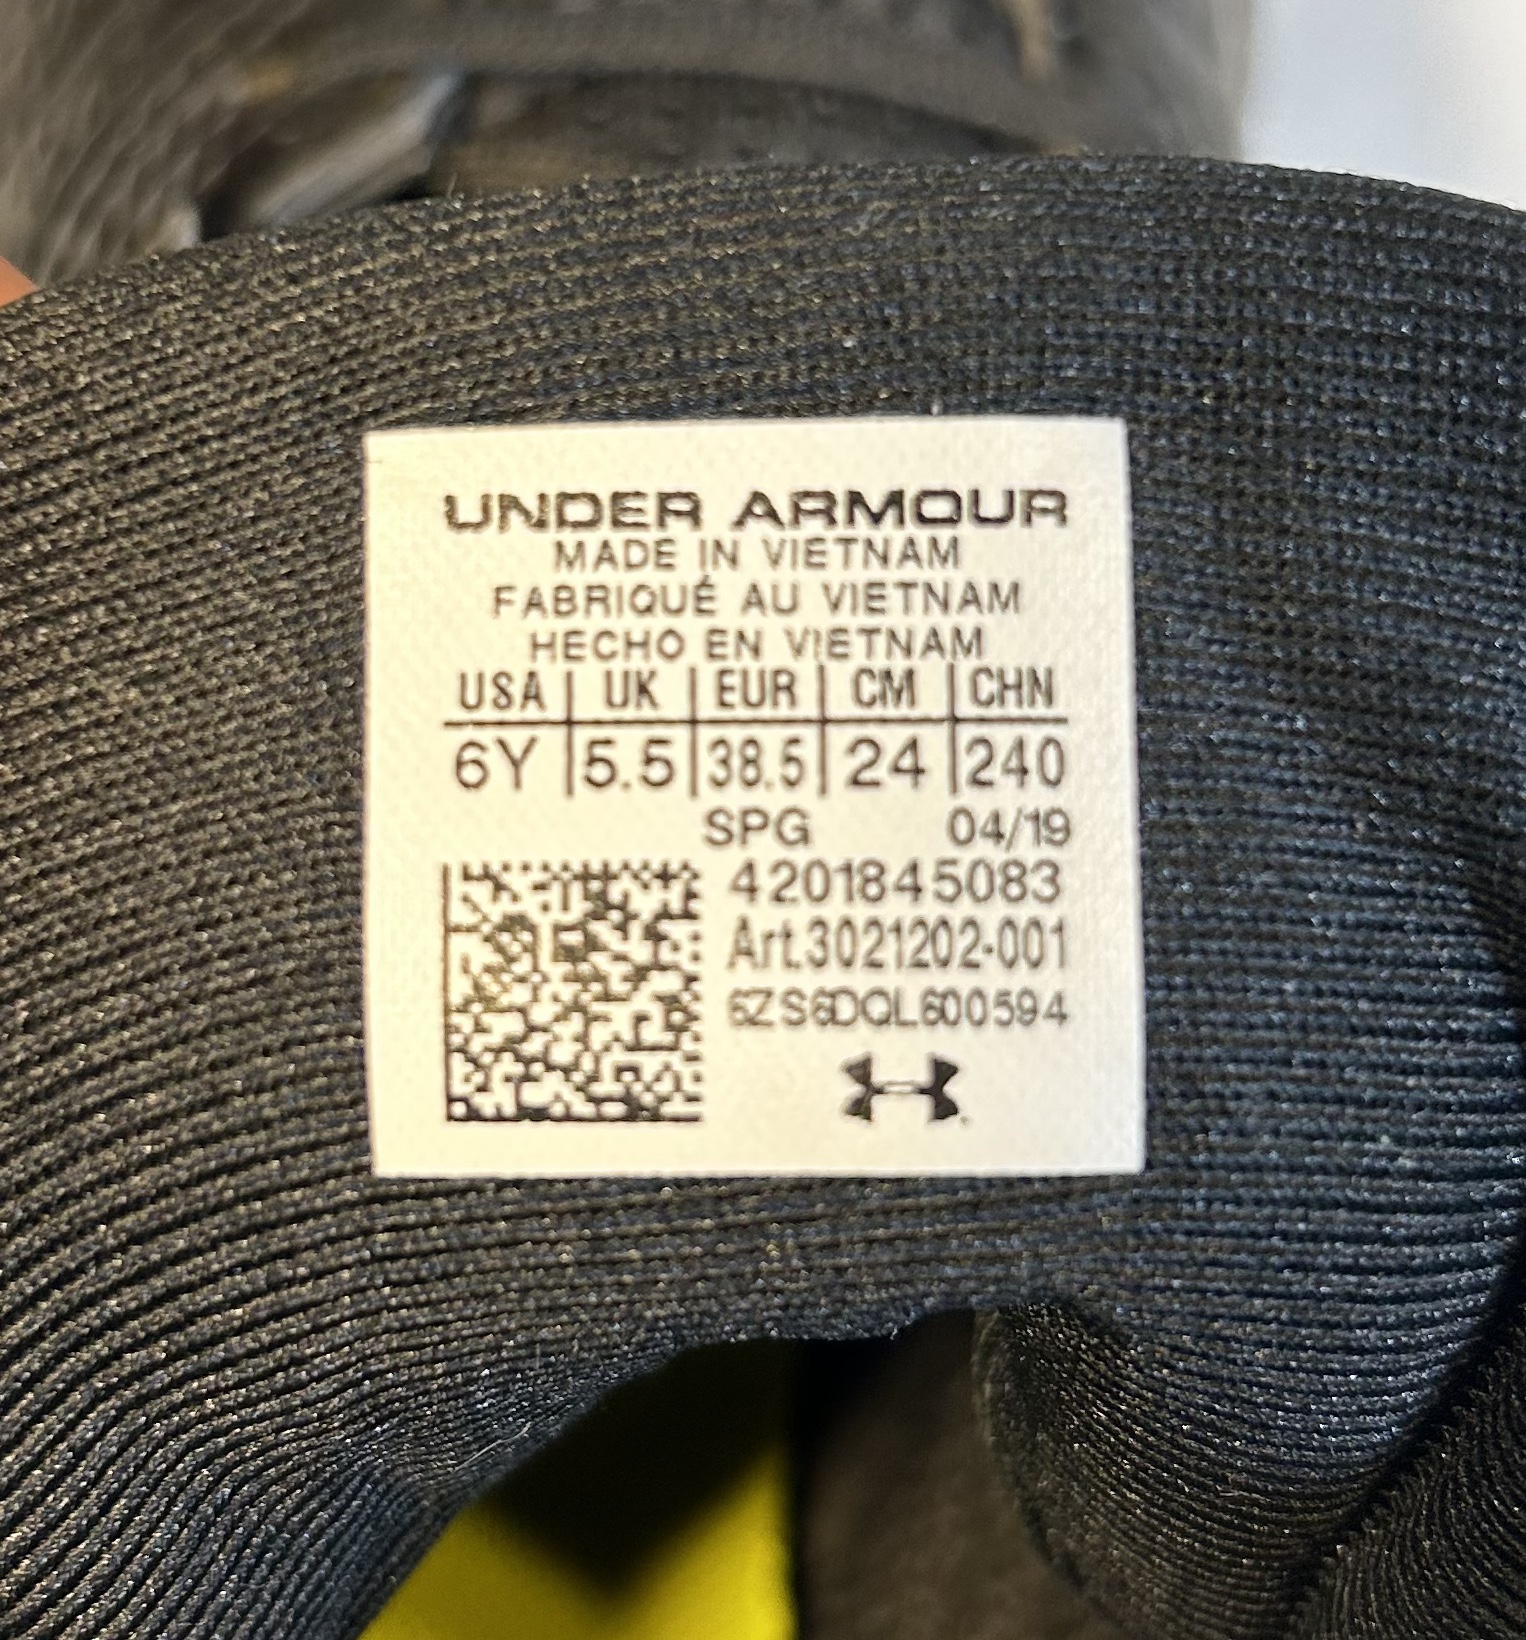 UNDER ARMOUR
MADE IN VIETNAM
FABRIQUÉ AU VIETNAM
HECHO EN VIETNAM
USA | UK | EUR | CM | CHN
6Y | 5.5 | 38.5 | 24 | 240
SPG 04/19
4201845083
Art.3021202-001
6ZS6DQL600594